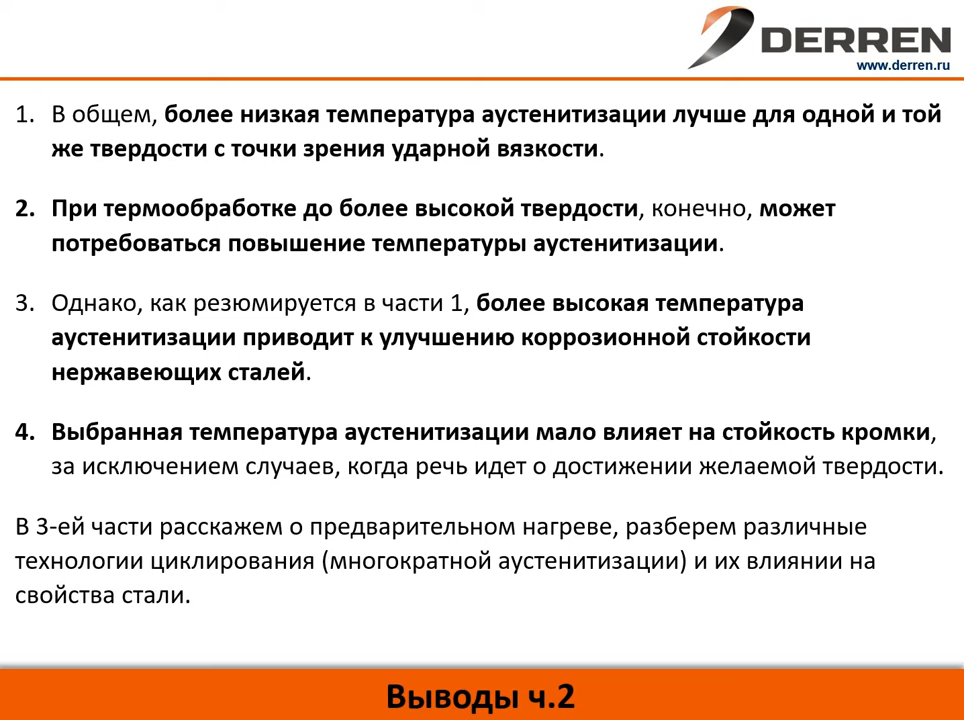 DERREN
www.derren.ru
1. В общем, более низкая температура аустенитизации лучше для одной и той
же твердости с точки зрения ударной вязкости.
2. При термообработке до более высокой твердости, конечно, может
потребоваться повышение температуры аустенитизации.
3. Однако, как резюмируется в части 1, более высокая температура
аустенитизации приводит к улучшению коррозионной стойкости
нержавеющих сталей.
4. Выбранная температура аустенитизации мало влияет на стойкость кромки,
за исключением случаев, когда речь идет о достижении желаемой твердости.
В 3-ей части расскажем о предварительном нагреве, разберем различные
технологии циклирования (многократной аустенитизации) и их влиянии на
свойства стали.
Выводы ч.2